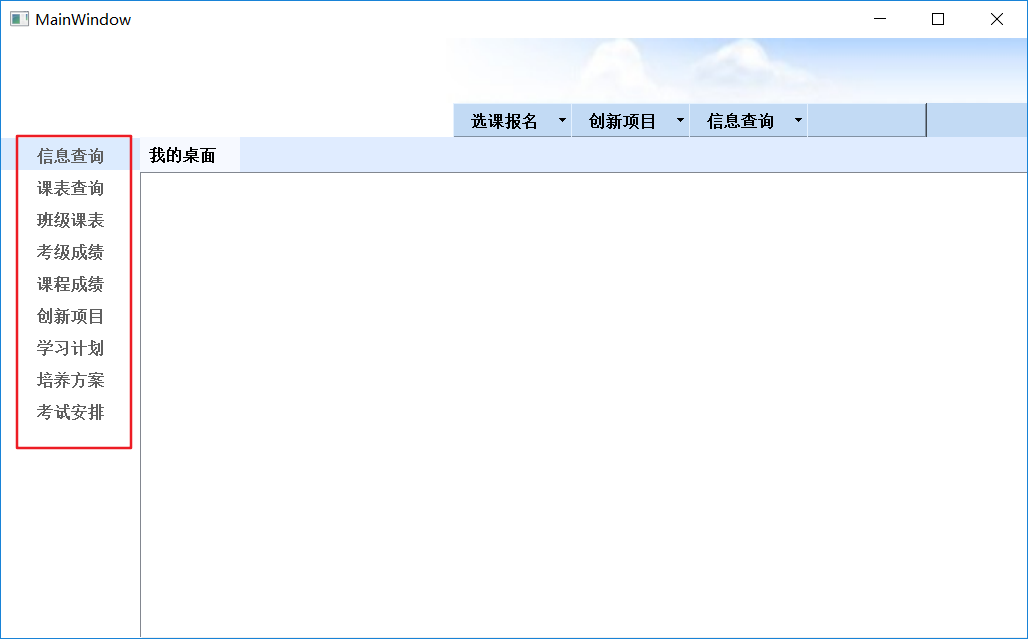 MainWindow
选课报名 创新项目 信息查询
信息查询 我的桌面
课表查询
班级课表
考级成绩
课程成绩
创新项目
学习计划
培养方案
考试安排